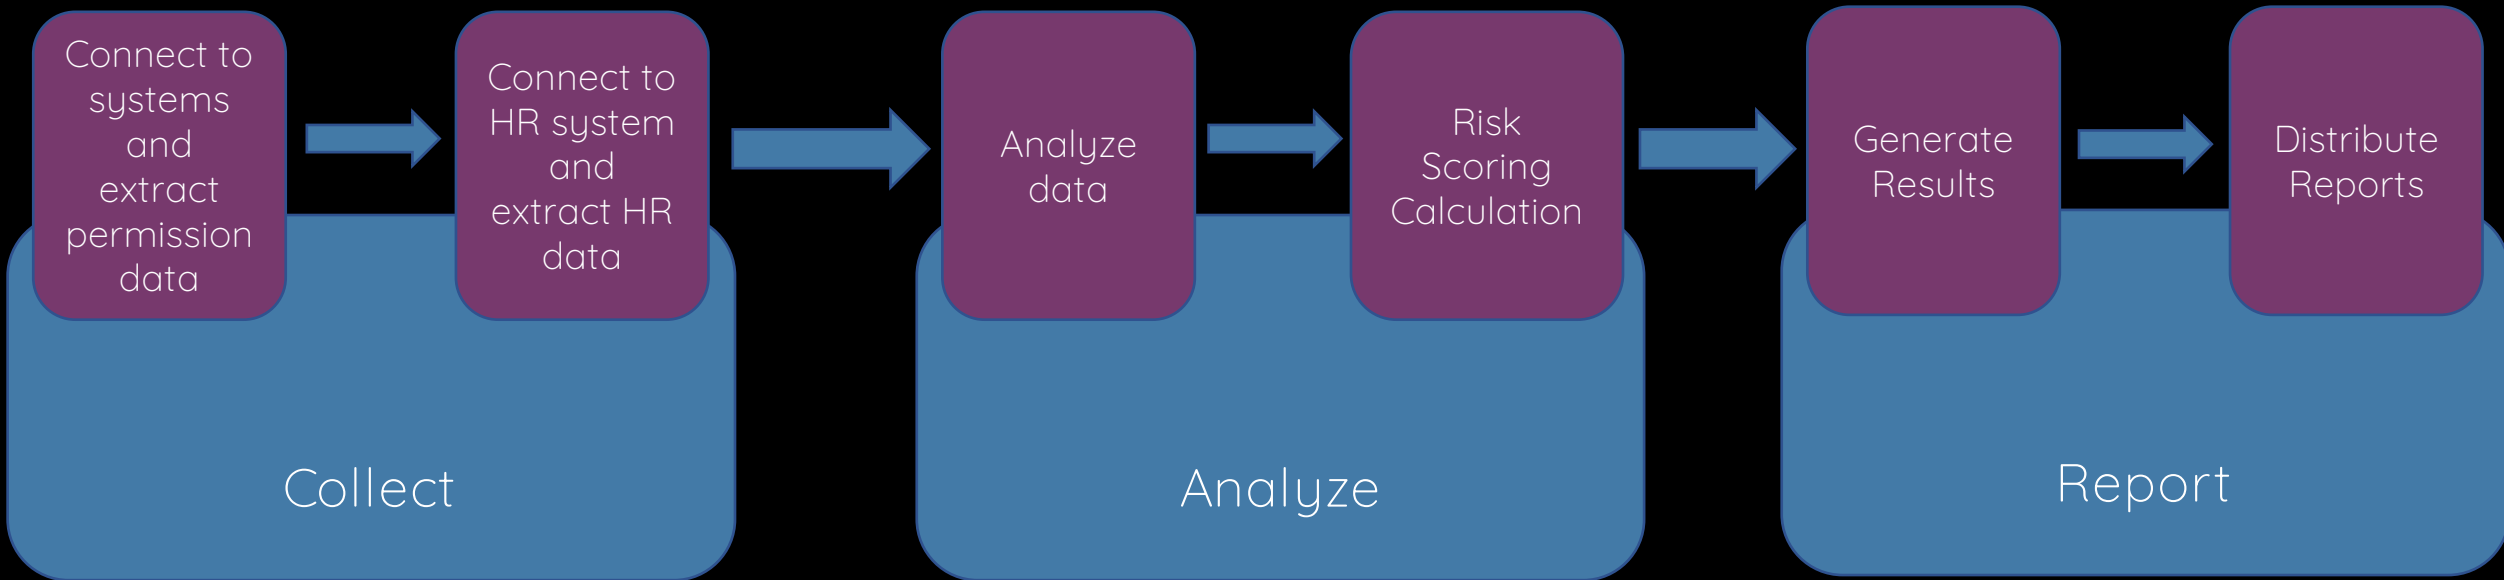 Connect to
systems
and
extract
permission
data
Connect to
HR system
and
extract HR
data
Analyze
data
Risk
Scoring
Calculation
Generate
Results
Distribute
Reports
Collect
Analyze
Report